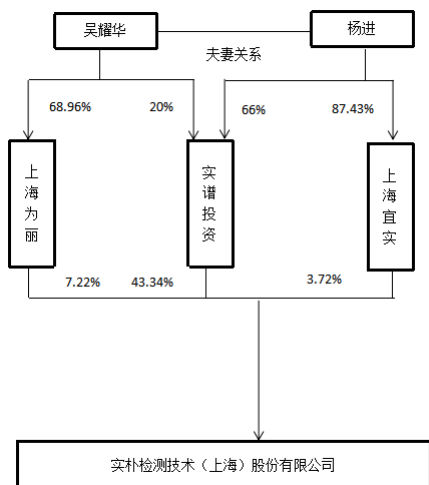 吴耀华
杨进
夫妻关系
68.96%
20%
66%
87.43%
上海为丽
实谱投资
上海宜实
7.22%
43.34%
3.72%
实朴检测技术（上海）股份有限公司